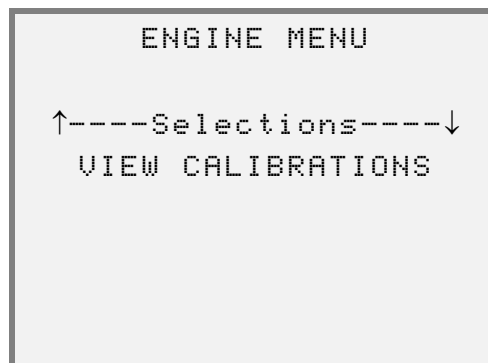 ENGINE MENU
↑----Selections----↓
VIEW CALIBRATIONS